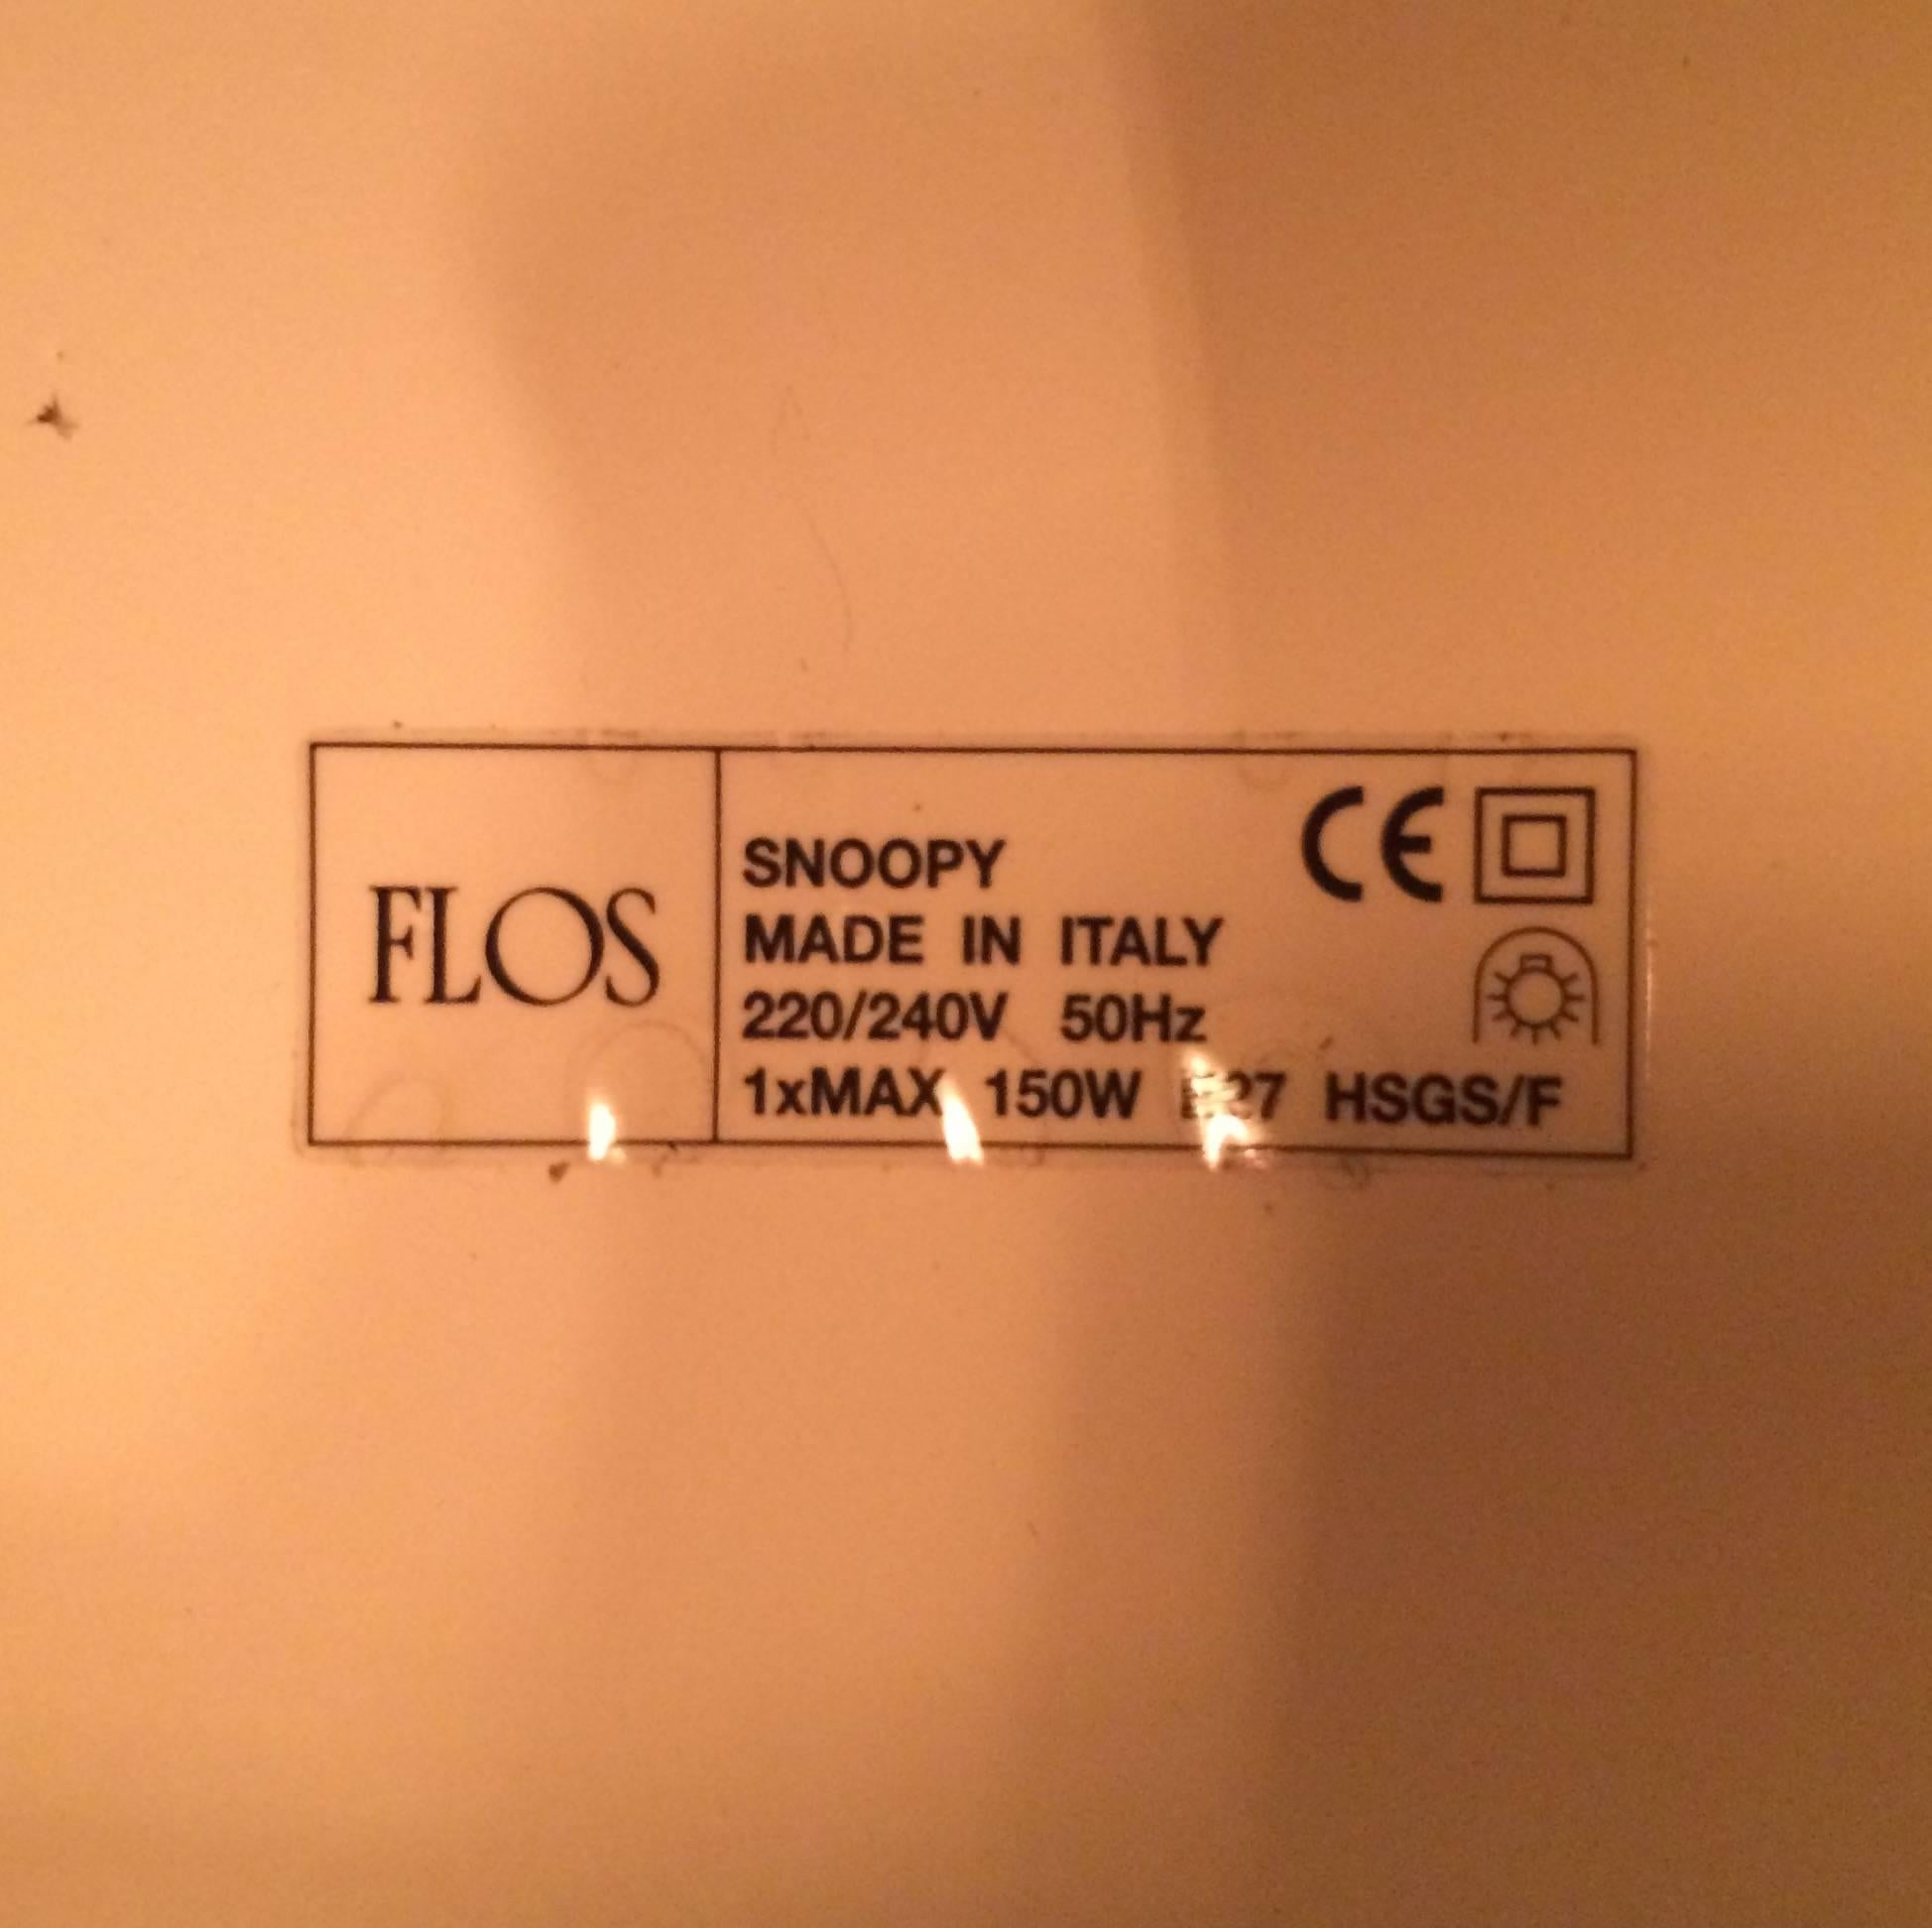 FLOS
SNOOPY
MADE IN ITALY
220/240V 50Hz
1xMAX 150W E27 HSGS/F
CE